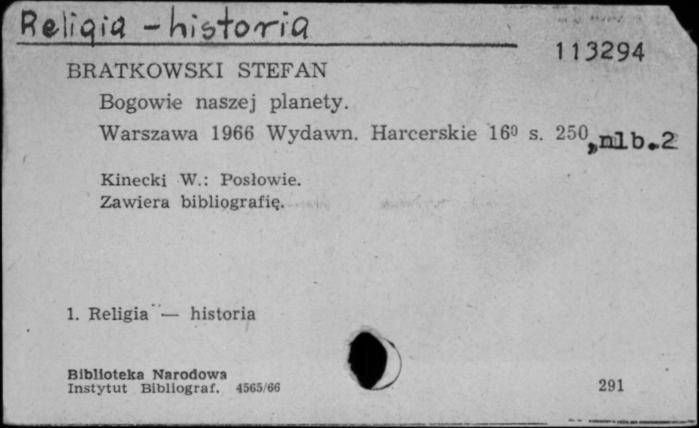 Religia - historia
113294
BRATKOWSKI STEFAN
Bogowie naszej planety.
Warszawa 1966 Wydawn. Harcerskie 16⁰ s. 250, nlb. 2
Kinecki W.: Posłowie.
Zawiera bibliografię.
1. Religia — historia
Biblioteka Narodowa
Instytut Bibliograf. 4565/66
291